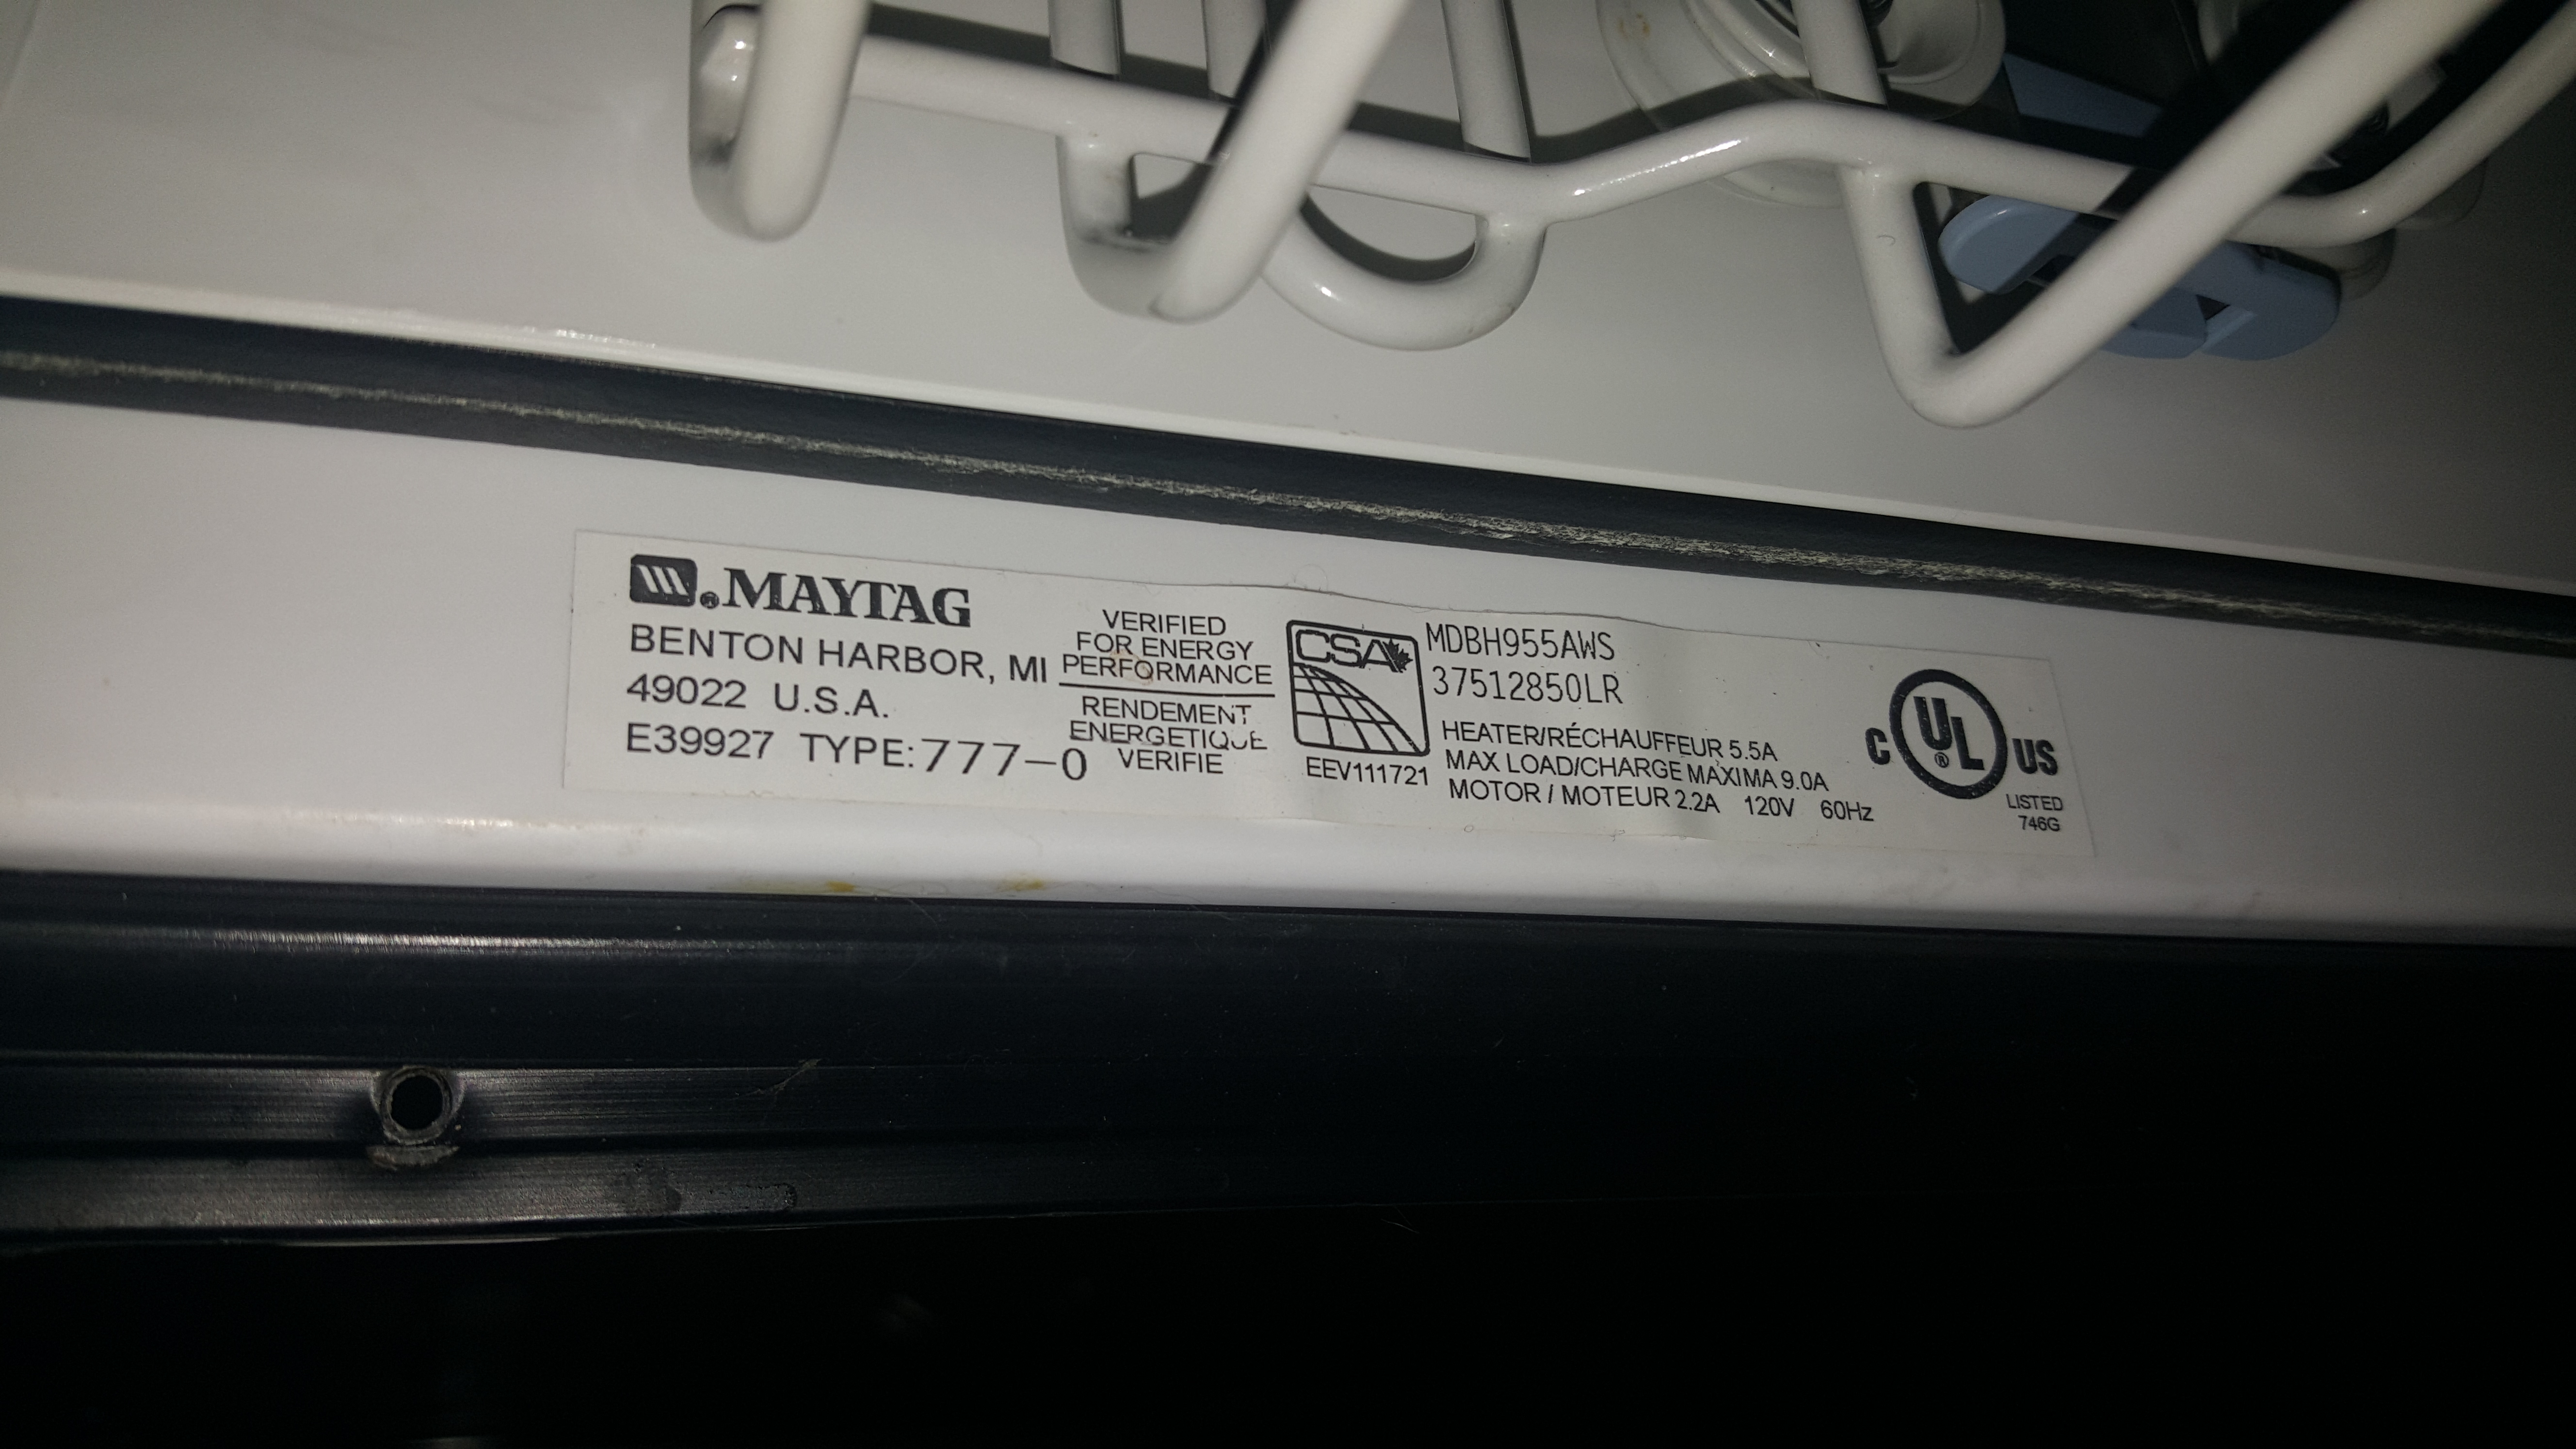 MAYTAG
BENTON HARBOR, MI
49022 U.S.A.
E39927 TYPE: 777-0
VERIFIED
FOR ENERGY
PERFORMANCE
RENDEMENT
ENERGETIQUE
VERIFIE
CSA
EEV111721
MDBH955AWS
37512850LR
HEATER/RÉCHAUFFEUR 5.5A
MAX LOAD/CHARGE MAXIMA 9.0A
MOTOR / MOTEUR 2.2A 120V 60Hz
C UL US
®
LISTED
746G